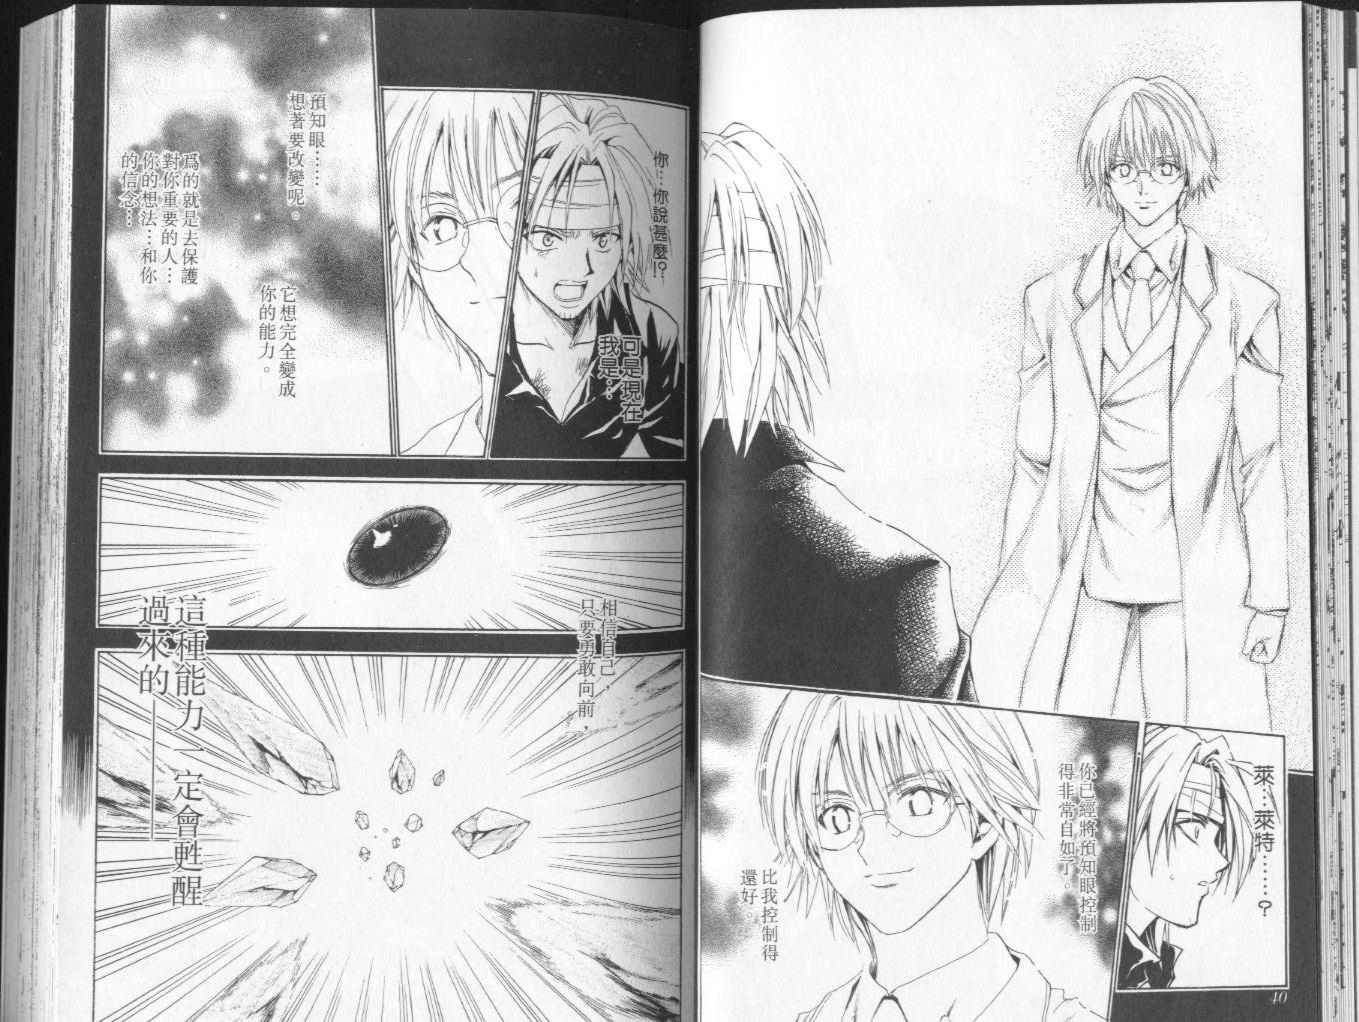 萊…萊特……?
你已經將預知眼控制
得非常自如了。
比我控制得
還好。
40
你…你說甚麼!?
可是現在
我是…
預知眼……
想著要改變呢。
它想完全變成
你的能力。
爲的就是去保護
對你重要的人…
你的想法…和你
的信念…
相信自己，
只要勇敢向前，
這種能力一定會甦醒
過來的——